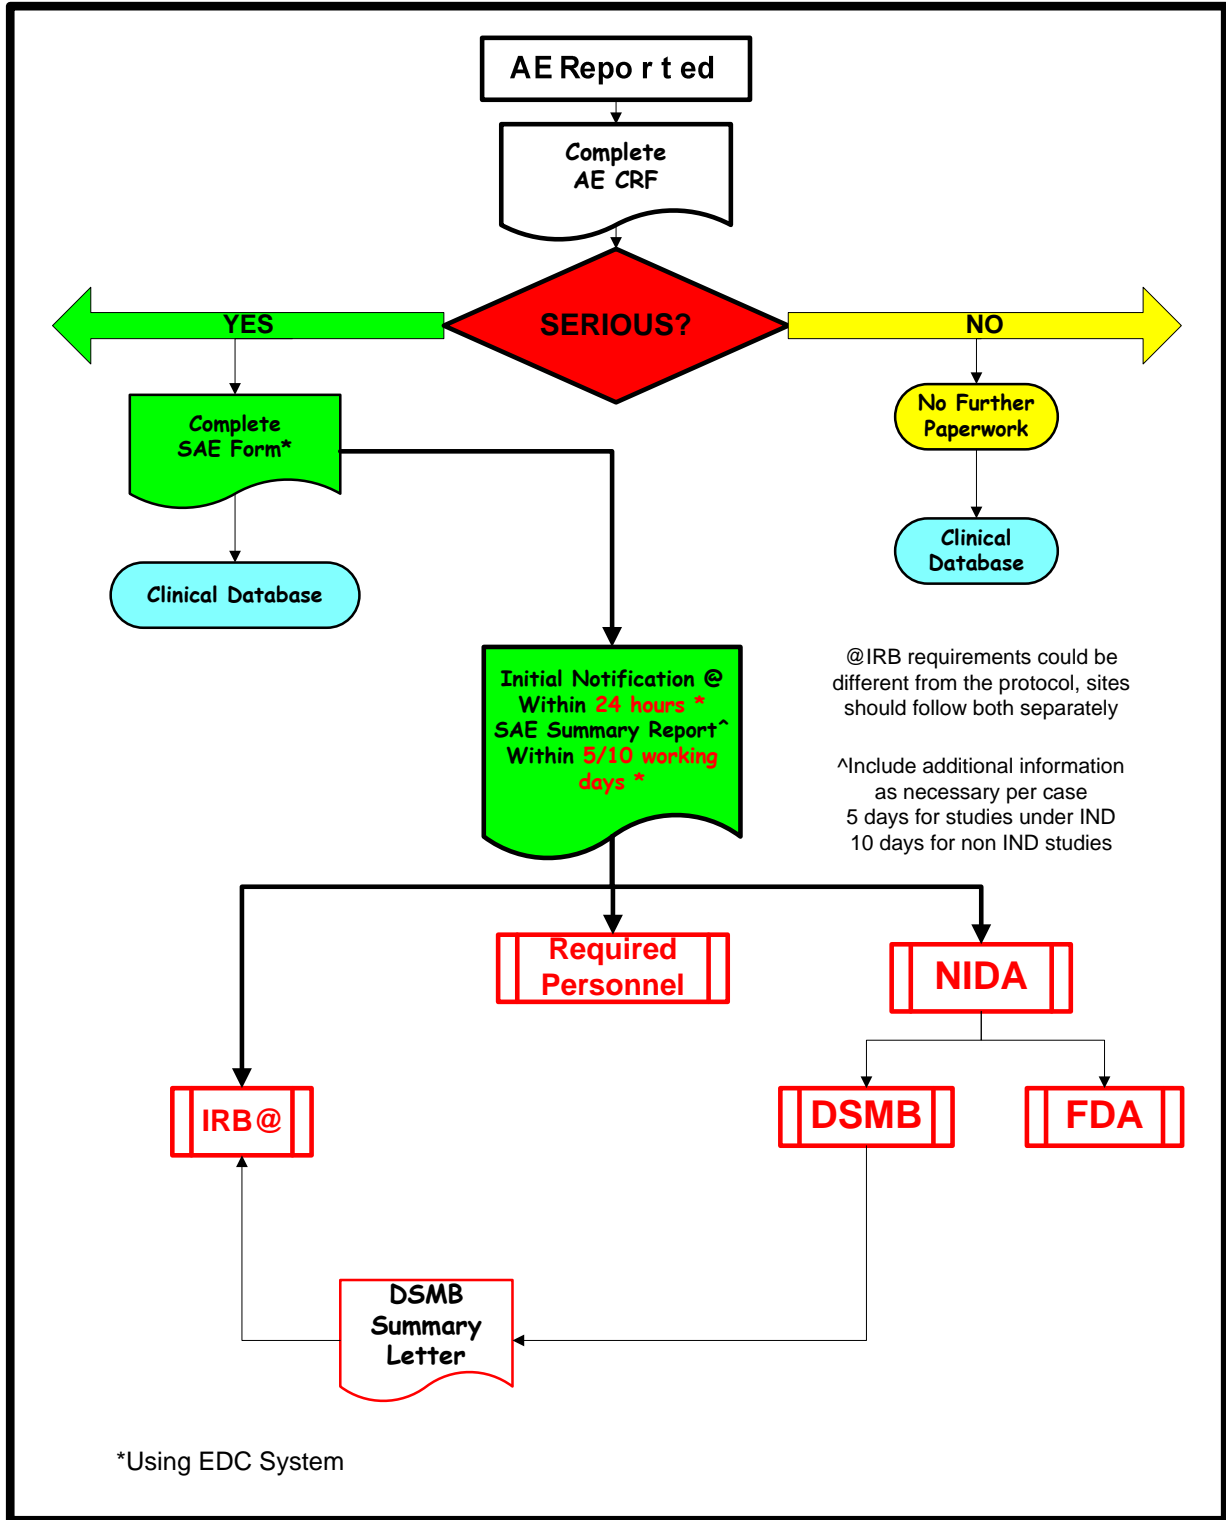 AE Reported
Complete
AE CRF
SERIOUS?
YES
NO
Complete
SAE Form*
No Further
Paperwork
Clinical Database
Clinical
Database
Initial Notification @
Within 24 hours *
SAE Summary Report^
Within 5/10 working
days *
@IRB requirements could be
different from the protocol, sites
should follow both separately
^Include additional information
as necessary per case
5 days for studies under IND
10 days for non IND studies
Required
Personnel
NIDA
IRB@
DSMB
FDA
DSMB
Summary
Letter
*Using EDC System